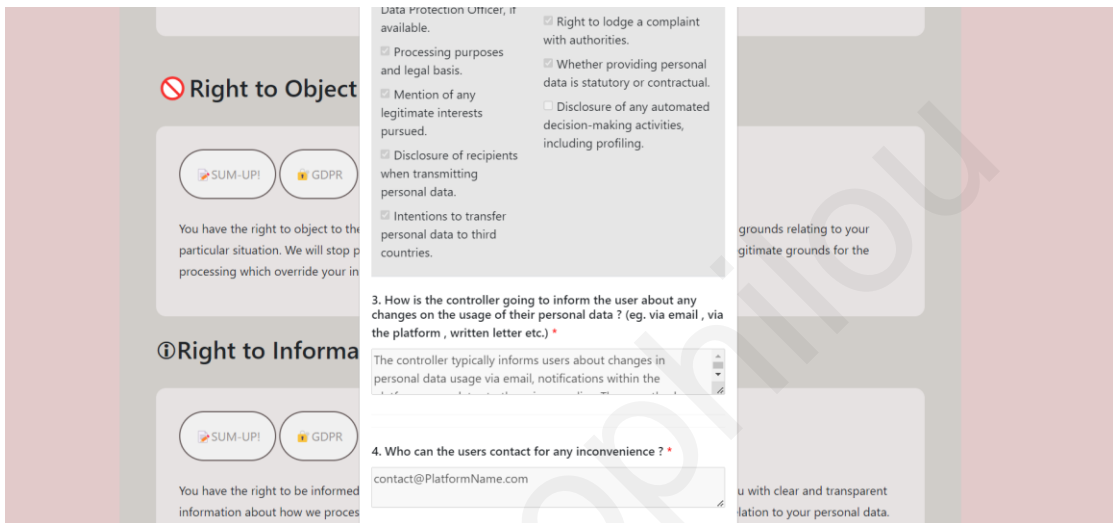 Data Protection Officer, if
available.
Processing purposes
and legal basis.
Mention of any
legitimate interests
pursued.
Disclosure of recipients
when transmitting
personal data.
Intentions to transfer
personal data to third
countries.
Right to lodge a complaint
with authorities.
Whether providing personal
data is statutory or contractual.
Disclosure of any automated
decision-making activities,
including profiling.
3. How is the controller going to inform the user about any
changes on the usage of their personal data ? (eg. via email , via
the platform , written letter etc.) *
The controller typically informs users about changes in
personal data usage via email, notifications within the
4. Who can the users contact for any inconvenience ? *
contact@PlatformName.com
Right to Object
SUM-UP!
GDPR
You have the right to object to the
particular situation. We will stop p
processing which override your in
grounds relating to your
gitimate grounds for the
Right to Informa
SUM-UP!
GDPR
You have the right to be informed
information about how we proces
u with clear and transparent
lation to your personal data.
ophilou